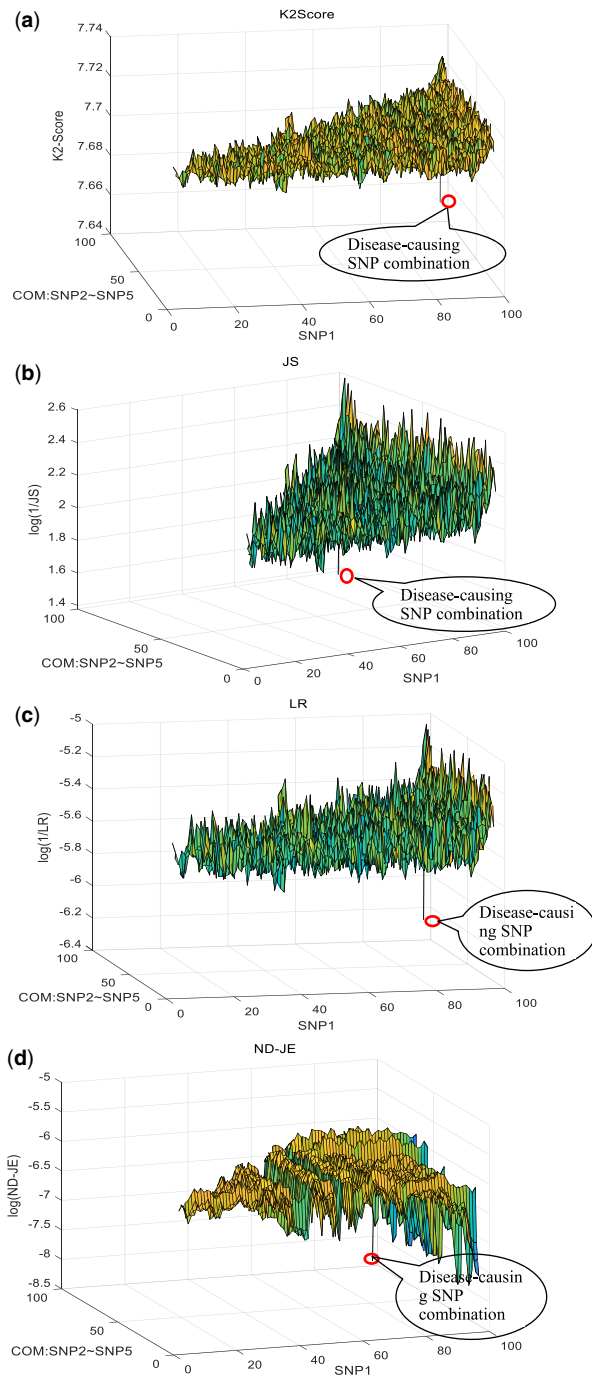 (a)
K2Score
7.74
7.72
7.7
7.68
7.66
7.64
K2-Score
100
50
0
COM:SNP2~SNP5
0
20
40
60
80
100
SNP1
Disease-causing
SNP combination
(b)
JS
2.6
2.4
2.2
2
1.8
1.6
1.4
log(1/JS)
100
50
0
COM:SNP2~SNP5
0
20
40
60
80
100
SNP1
Disease-causing
SNP combination
(c)
LR
-5
-5.2
-5.4
-5.6
-5.8
-6
-6.2
-6.4
log(1/LR)
100
50
0
COM:SNP2~SNP5
0
20
40
60
80
100
SNP1
Disease-causi
ng SNP
combination
(d)
ND-JE
-5
-5.5
-6
-6.5
-7
-7.5
-8
-8.5
log(ND-JE)
100
50
0
COM:SNP2~SNP5
0
20
40
60
80
100
SNP1
Disease-causin
g SNP
combination